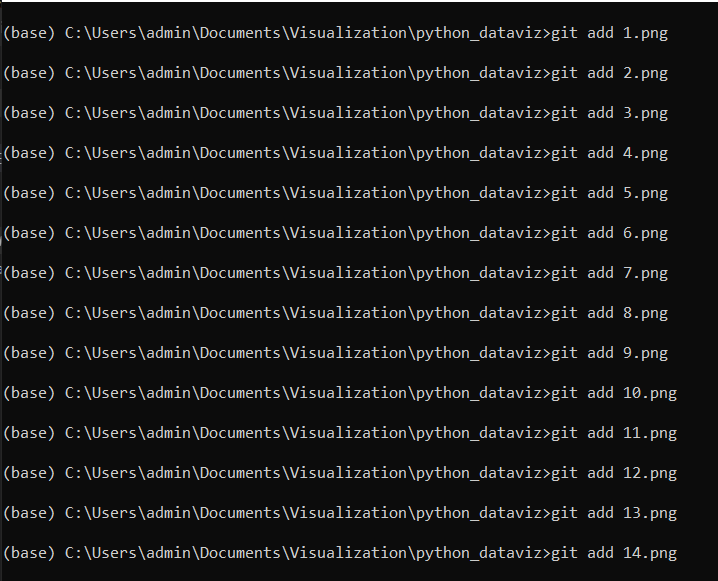 (base) C:\Users\admin\Documents\Visualization\python_dataviz>git add 1.png
(base) C:\Users\admin\Documents\Visualization\python_dataviz>git add 2.png
(base) C:\Users\admin\Documents\Visualization\python_dataviz>git add 3.png
(base) C:\Users\admin\Documents\Visualization\python_dataviz>git add 4.png
(base) C:\Users\admin\Documents\Visualization\python_dataviz>git add 5.png
(base) C:\Users\admin\Documents\Visualization\python_dataviz>git add 6.png
(base) C:\Users\admin\Documents\Visualization\python_dataviz>git add 7.png
(base) C:\Users\admin\Documents\Visualization\python_dataviz>git add 8.png
(base) C:\Users\admin\Documents\Visualization\python_dataviz>git add 9.png
(base) C:\Users\admin\Documents\Visualization\python_dataviz>git add 10.png
(base) C:\Users\admin\Documents\Visualization\python_dataviz>git add 11.png
(base) C:\Users\admin\Documents\Visualization\python_dataviz>git add 12.png
(base) C:\Users\admin\Documents\Visualization\python_dataviz>git add 13.png
(base) C:\Users\admin\Documents\Visualization\python_dataviz>git add 14.png